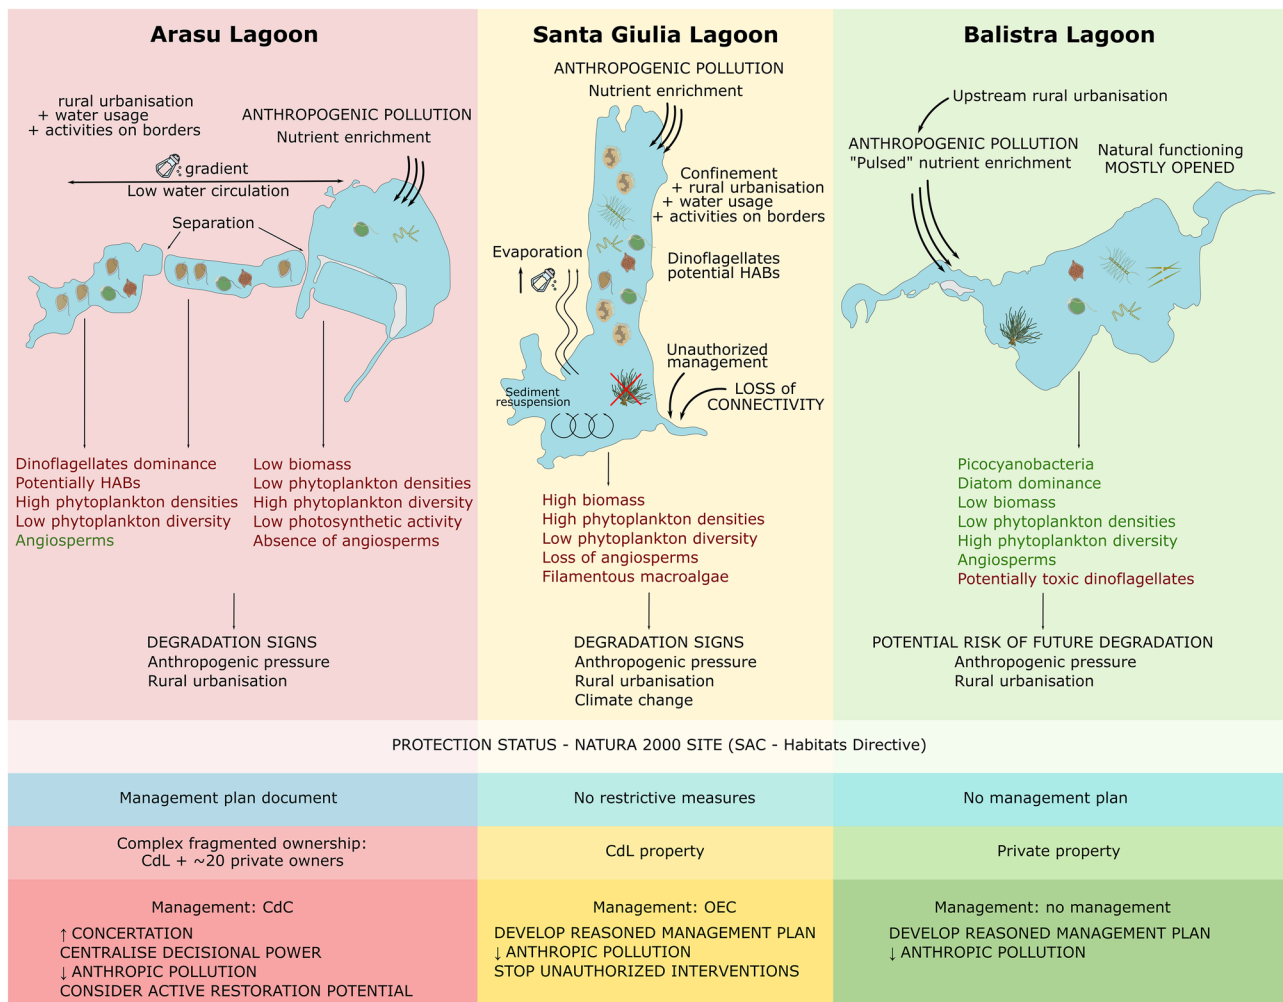 Arasu Lagoon
rural urbanisation
+ water usage
+ activities on borders
ANTHROPOGENIC POLLUTION
Nutrient enrichment
gradient
Low water circulation
Separation
Dinoflagellates dominance
Potentially HABs
High phytoplankton densities
Low phytoplankton diversity
Angiosperms
Low biomass
Low phytoplankton densities
High phytoplankton diversity
Low photosynthetic activity
Absence of angiosperms
DEGRADATION SIGNS
Anthropogenic pressure
Rural urbanisation
Santa Giulia Lagoon
ANTHROPOGENIC POLLUTION
Nutrient enrichment
Confinement
+ rural urbanisation
+ water usage
+ activities on borders
Evaporation
Dinoflagellates
potential HABs
Unauthorized
management
LOSS of
CONNECTIVITY
Sediment
resuspension
High biomass
High phytoplankton densities
Low phytoplankton diversity
Loss of angiosperms
Filamentous macroalgae
DEGRADATION SIGNS
Anthropogenic pressure
Rural urbanisation
Climate change
Balistra Lagoon
Upstream rural urbanisation
ANTHROPOGENIC POLLUTION
"Pulsed" nutrient enrichment
Natural functioning
MOSTLY OPENED
Picocyanobacteria
Diatom dominance
Low biomass
Low phytoplankton densities
High phytoplankton diversity
Angiosperms
Potentially toxic dinoflagellates
POTENTIAL RISK OF FUTURE DEGRADATION
Anthropogenic pressure
Rural urbanisation
PROTECTION STATUS - NATURA 2000 SITE (SAC - Habitats Directive)
Management plan document
No restrictive measures
No management plan
Complex fragmented ownership:
CdL + ~20 private owners
CdL property
Private property
Management: CdC
↑ CONCERTATION
CENTRALISE DECISIONAL POWER
↓ ANTHROPIC POLLUTION
CONSIDER ACTIVE RESTORATION POTENTIAL
Management: OEC
DEVELOP REASONED MANAGEMENT PLAN
↓ ANTHROPIC POLLUTION
STOP UNAUTHORIZED INTERVENTIONS
Management: no management
DEVELOP REASONED MANAGEMENT PLAN
↓ ANTHROPIC POLLUTION